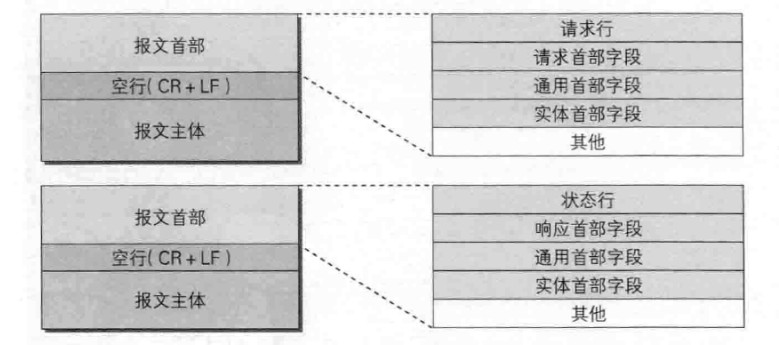 报文首部
空行( CR + LF )
报文主体
请求行
请求首部字段
通用首部字段
实体首部字段
其他
报文首部
空行( CR + LF )
报文主体
状态行
响应首部字段
通用首部字段
实体首部字段
其他